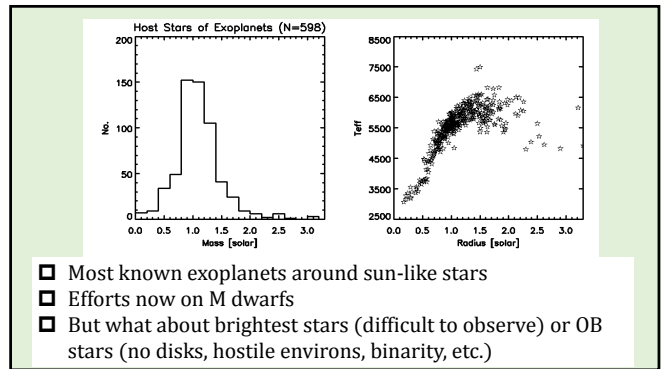 Host Stars of Exoplanets (N=598)
200
150
100
50
0
No.
0.0 0.5 1.0 1.5 2.0 2.5 3.0
Mass [solar]
8500
7500
6500
5500
4500
3500
2500
Teff
0.0 0.5 1.0 1.5 2.0 2.5 3.0
Radius [solar]
Most known exoplanets around sun-like stars
Efforts now on M dwarfs
But what about brightest stars (difficult to observe) or OB
stars (no disks, hostile environs, binarity, etc.)